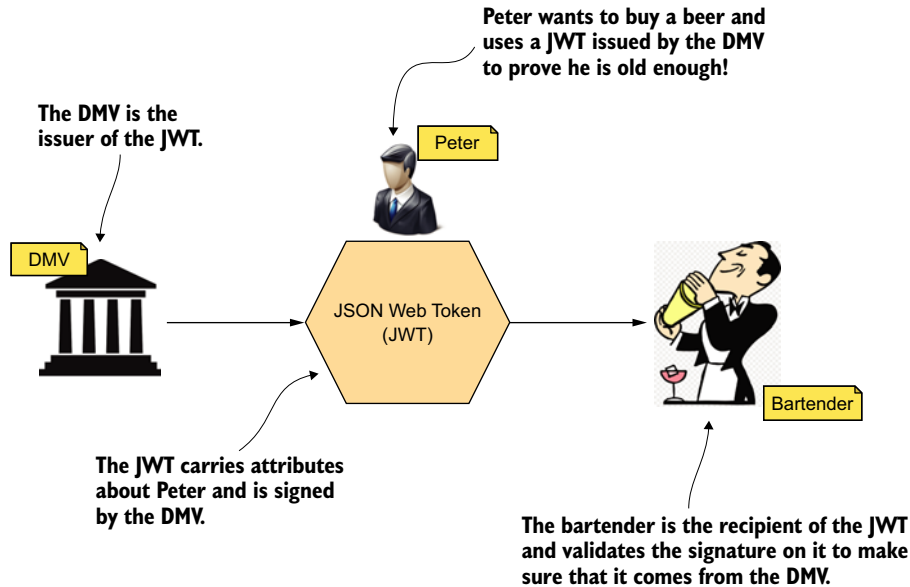 Peter wants to buy a beer and
uses a JWT issued by the DMV
to prove he is old enough!
The DMV is the
issuer of the JWT.
Peter
DMV
JSON Web Token
(JWT)
Bartender
The JWT carries attributes
about Peter and is signed
by the DMV.
The bartender is the recipient of the JWT
and validates the signature on it to make
sure that it comes from the DMV.